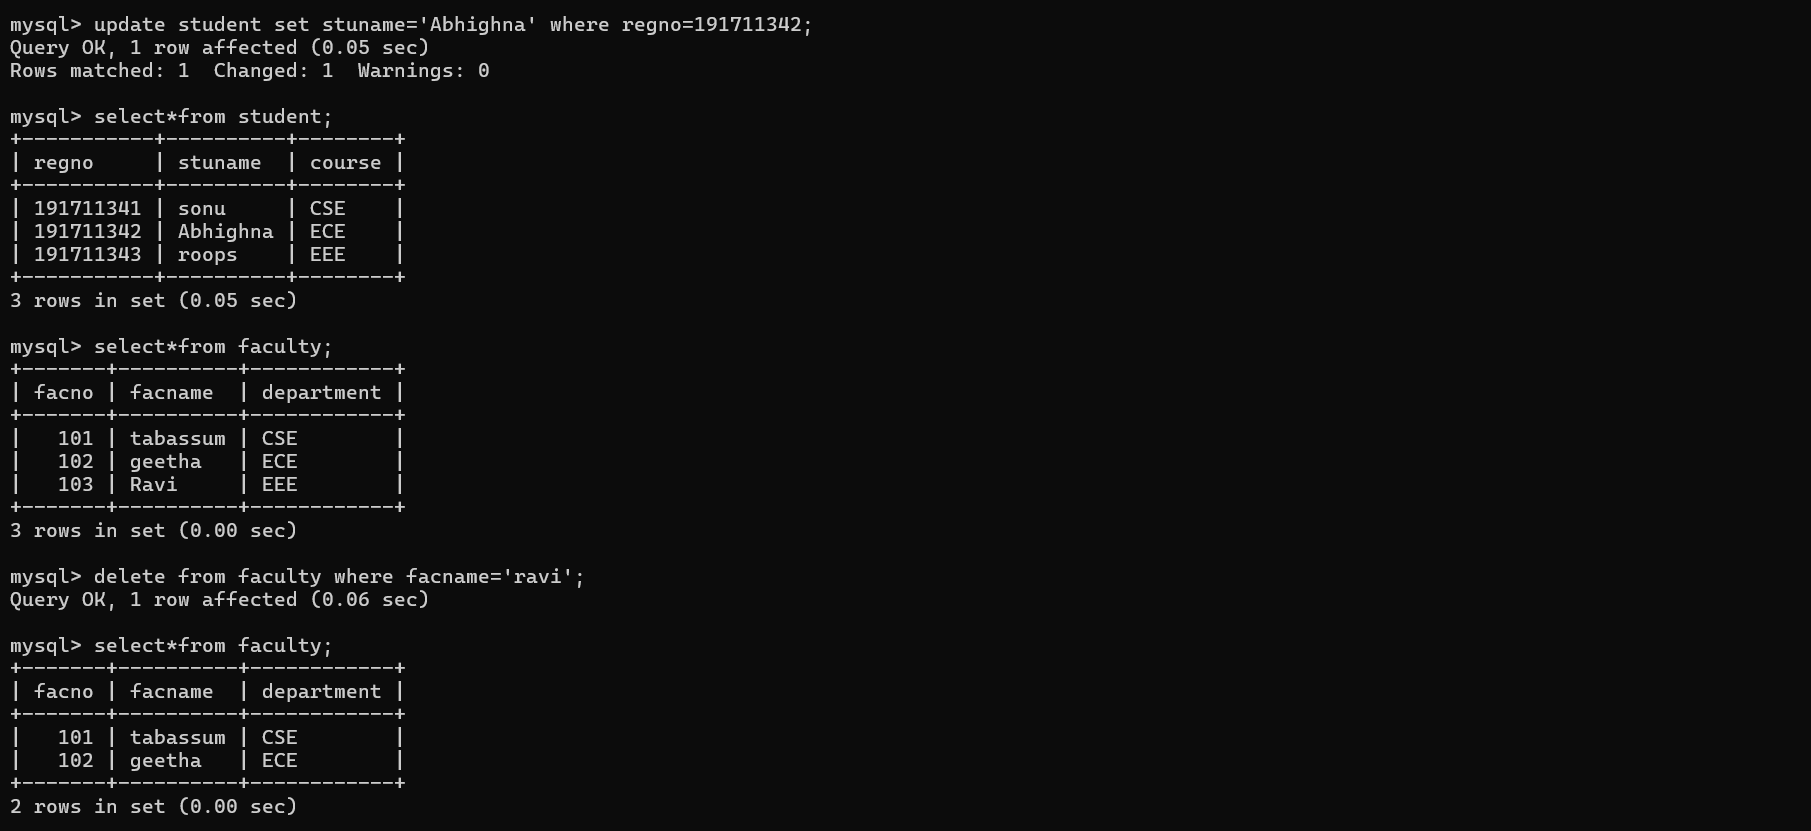 mysql> update student set stuname='Abhighna' where regno=191711342;
Query OK, 1 row affected (0.05 sec)
Rows matched: 1  Changed: 1  Warnings: 0

mysql> select*from student;
+-----------+----------+--------+
| regno     | stuname  | course |
+-----------+----------+--------+
| 191711341 | sonu     | CSE    |
| 191711342 | Abhighna | ECE    |
| 191711343 | roops    | EEE    |
+-----------+----------+--------+
3 rows in set (0.05 sec)

mysql> select*from faculty;
+-------+----------+------------+
| facno | facname  | department |
+-------+----------+------------+
|   101 | tabassum | CSE        |
|   102 | geetha   | ECE        |
|   103 | Ravi     | EEE        |
+-------+----------+------------+
3 rows in set (0.00 sec)

mysql> delete from faculty where facname='ravi';
Query OK, 1 row affected (0.06 sec)

mysql> select*from faculty;
+-------+----------+------------+
| facno | facname  | department |
+-------+----------+------------+
|   101 | tabassum | CSE        |
|   102 | geetha   | ECE        |
+-------+----------+------------+
2 rows in set (0.00 sec)